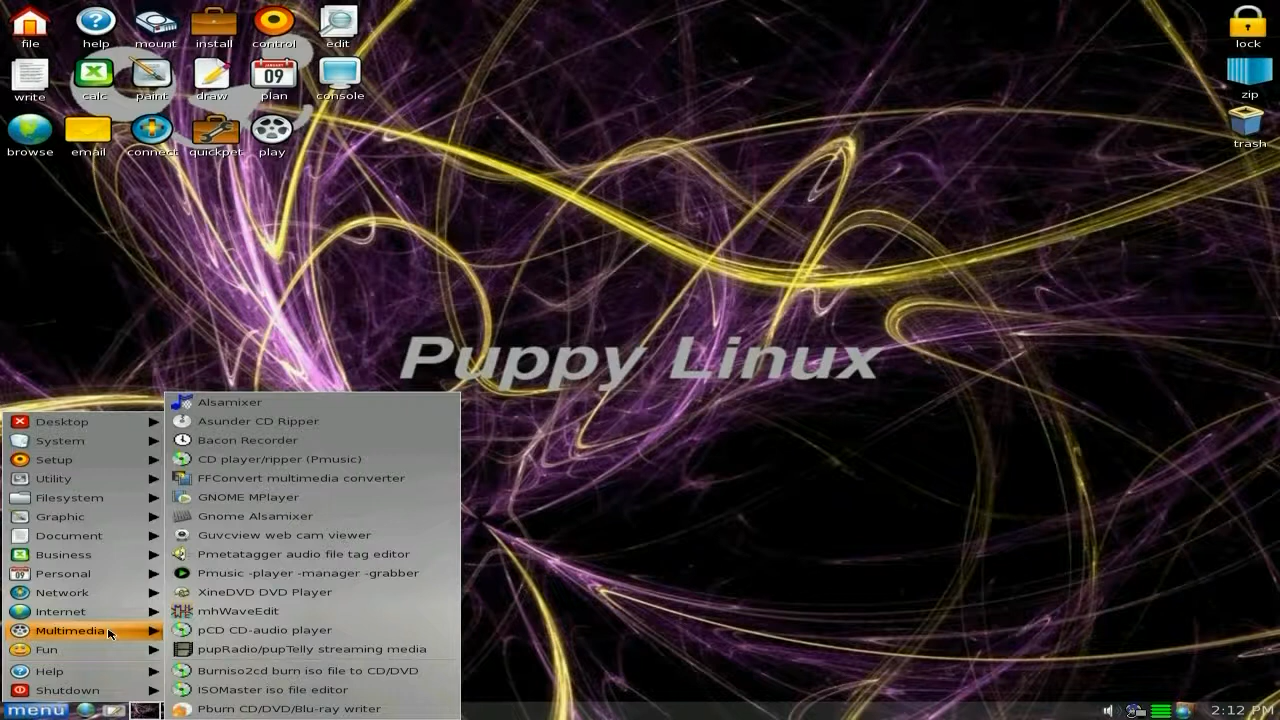 file help mount install control edit lock
write calc paint draw plan console zip
browse email connect quickpet play trash
JANUARY
09
Puppy Linux
Desktop
System
Setup
Utility
Filesystem
Graphic
Document
Business
Personal
Network
Internet
Multimedia
Fun
Help
Shutdown
Alsamixer
Asunder CD Ripper
Bacon Recorder
CD player/ripper (Pmusic)
FFConvert multimedia converter
GNOME MPlayer
Gnome Alsamixer
Guvcview web cam viewer
Pmetatagger audio file tag editor
Pmusic -player -manager -grabber
XineDVD DVD Player
mhWaveEdit
pCD CD-audio player
pupRadio/pupTelly streaming media
Burniso2cd burn iso file to CD/DVD
ISOMaster iso file editor
Pburn CD/DVD/Blu-ray writer
menu 2:12 PM